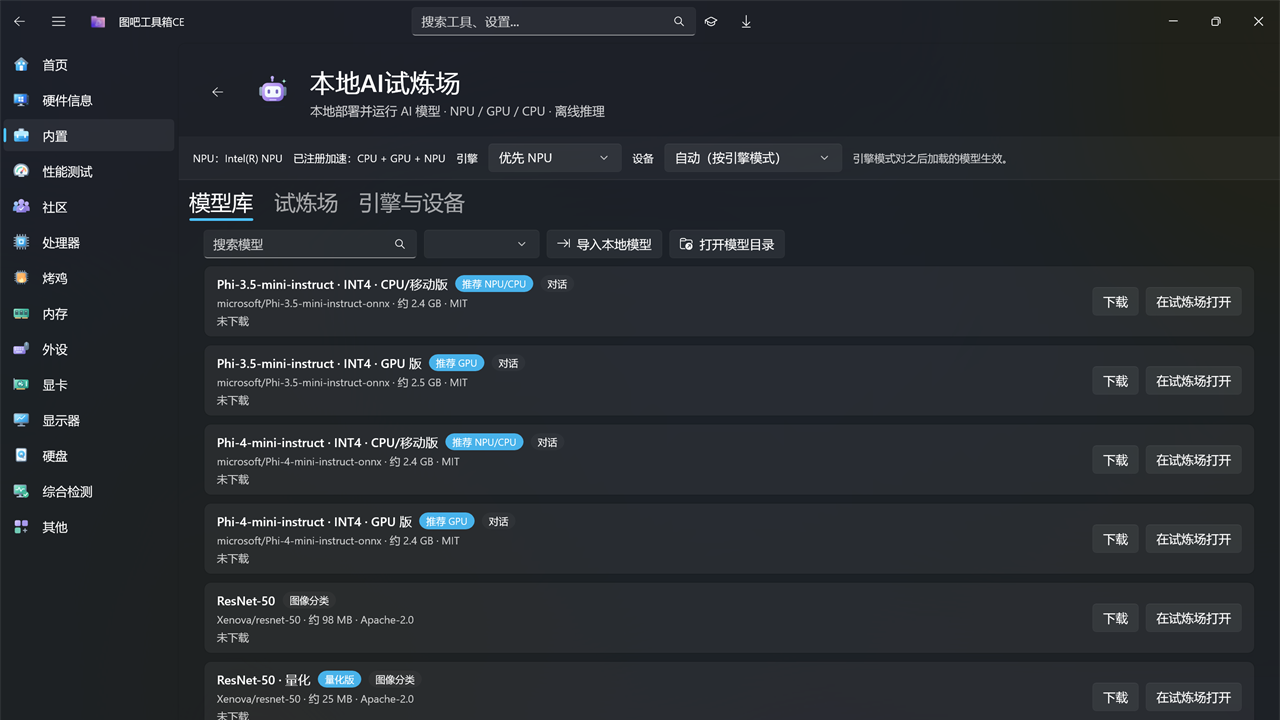 图吧工具箱CE
搜索工具、设置...
首页
硬件信息
内置
性能测试
社区
处理器
烤鸡
内存
外设
显卡
显示器
硬盘
综合检测
其他
本地AI试炼场
本地部署并运行 AI 模型 · NPU / GPU / CPU · 离线推理
NPU: Intel(R) NPU 已注册加速: CPU + GPU + NPU 引擎 优先 NPU 设备 自动（按引擎模式） 引擎模式对之后加载的模型生效。
模型库 试炼场 引擎与设备
搜索模型 导入本地模型 打开模型目录
Phi-3.5-mini-instruct · INT4 · CPU/移动版 推荐 NPU/CPU 对话
microsoft/Phi-3.5-mini-instruct-onnx · 约 2.4 GB · MIT
未下载
下载 在试炼场打开
Phi-3.5-mini-instruct · INT4 · GPU 版 推荐 GPU 对话
microsoft/Phi-3.5-mini-instruct-onnx · 约 2.5 GB · MIT
未下载
下载 在试炼场打开
Phi-4-mini-instruct · INT4 · CPU/移动版 推荐 NPU/CPU 对话
microsoft/Phi-4-mini-instruct-onnx · 约 2.4 GB · MIT
未下载
下载 在试炼场打开
Phi-4-mini-instruct · INT4 · GPU 版 推荐 GPU 对话
microsoft/Phi-4-mini-instruct-onnx · 约 2.4 GB · MIT
未下载
下载 在试炼场打开
ResNet-50 图像分类
Xenova/resnet-50 · 约 98 MB · Apache-2.0
未下载
下载 在试炼场打开
ResNet-50 · 量化 量化版 图像分类
Xenova/resnet-50 · 约 25 MB · Apache-2.0
未下载
下载 在试炼场打开